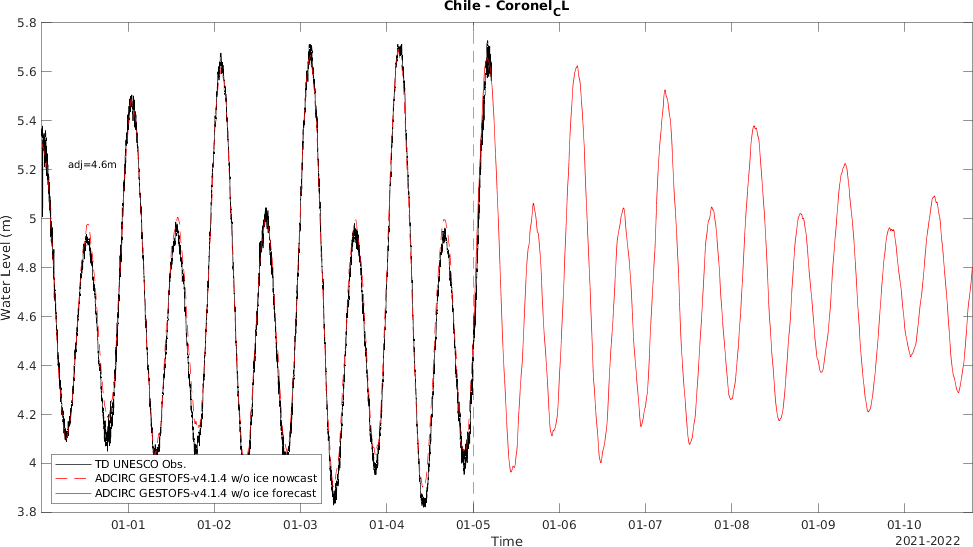 Chile - Coronel_CL
5.8
5.6
5.4
5.2
5
4.8
4.6
4.4
4.2
4
3.8
Water Level (m)
adj=4.6m
TD UNESCO Obs.
ADCIRC GESTOFS-v4.1.4 w/o ice nowcast
ADCIRC GESTOFS-v4.1.4 w/o ice forecast
01-01 01-02 01-03 01-04 01-05 01-06 01-07 01-08 01-09 01-10
Time
2021-2022